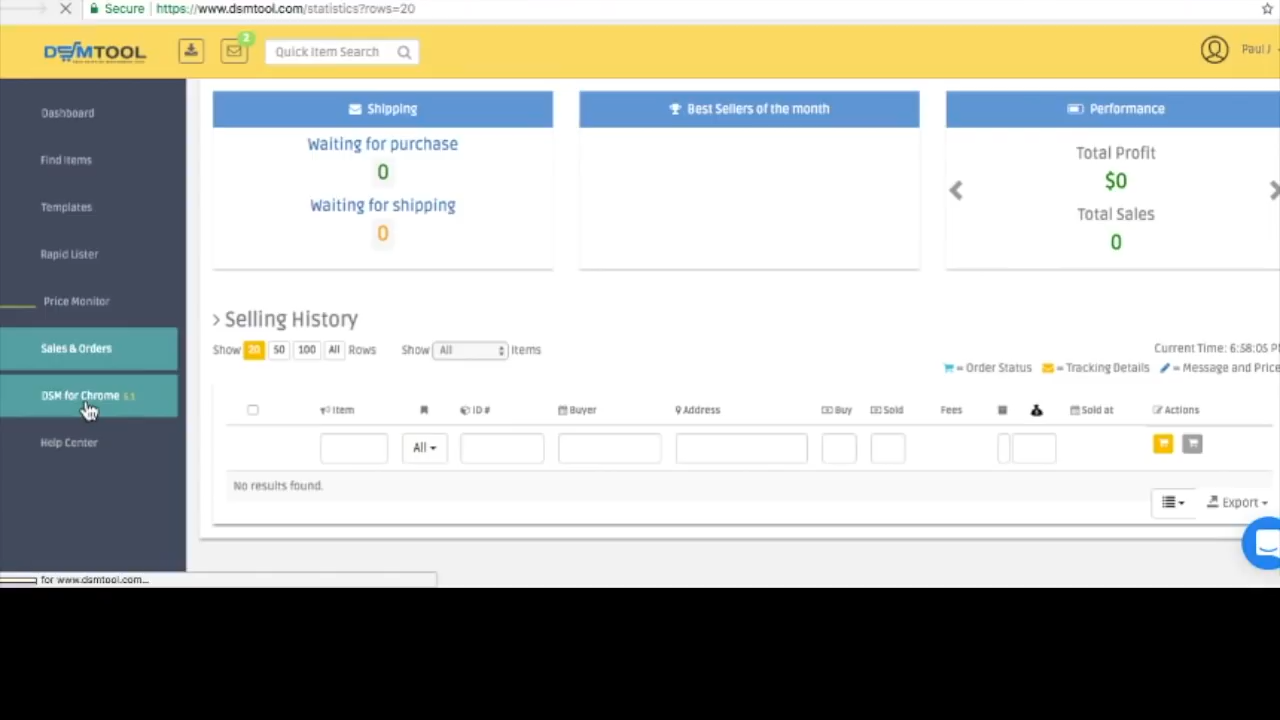 Secure https://www.dsmtool.com/statistics?rows=20
DSMTOOL 2 Quick Item Search Paul J
Dashboard
Find Items
Templates
Rapid Lister
Price Monitor
Sales & Orders
DSM for Chrome
Help Center
Shipping
Waiting for purchase
0
Waiting for shipping
0
Best Sellers of the month
Performance
Total Profit
$0
Total Sales
0
> Selling History
Show 20 50 100 All Rows Show All Items
Current Time: 6:58:05 P
= Order Status = Tracking Details = Message and Price
Item ID # Buyer Address Buy Sold Fees Sold at Actions
All
No results found.
Export
for www.dsmtool.com...